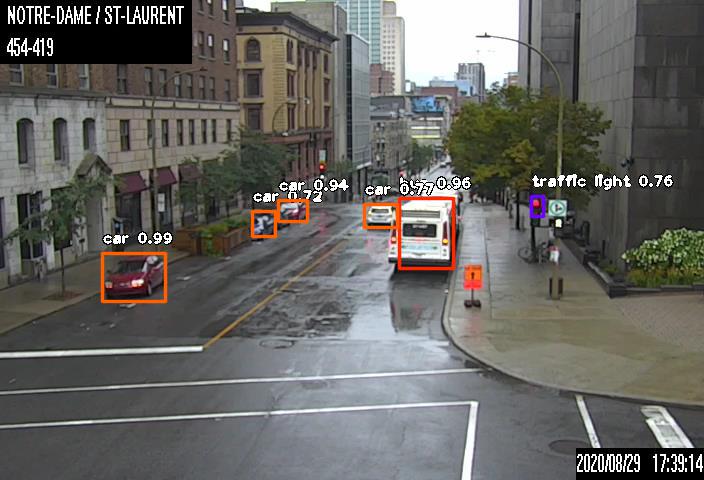 NOTRE-DAME / ST-LAURENT
454-419
car 0.94
car 0.72
car 0.77
0.96
traffic light 0.76
car 0.99
2020/08/29 17:39:14